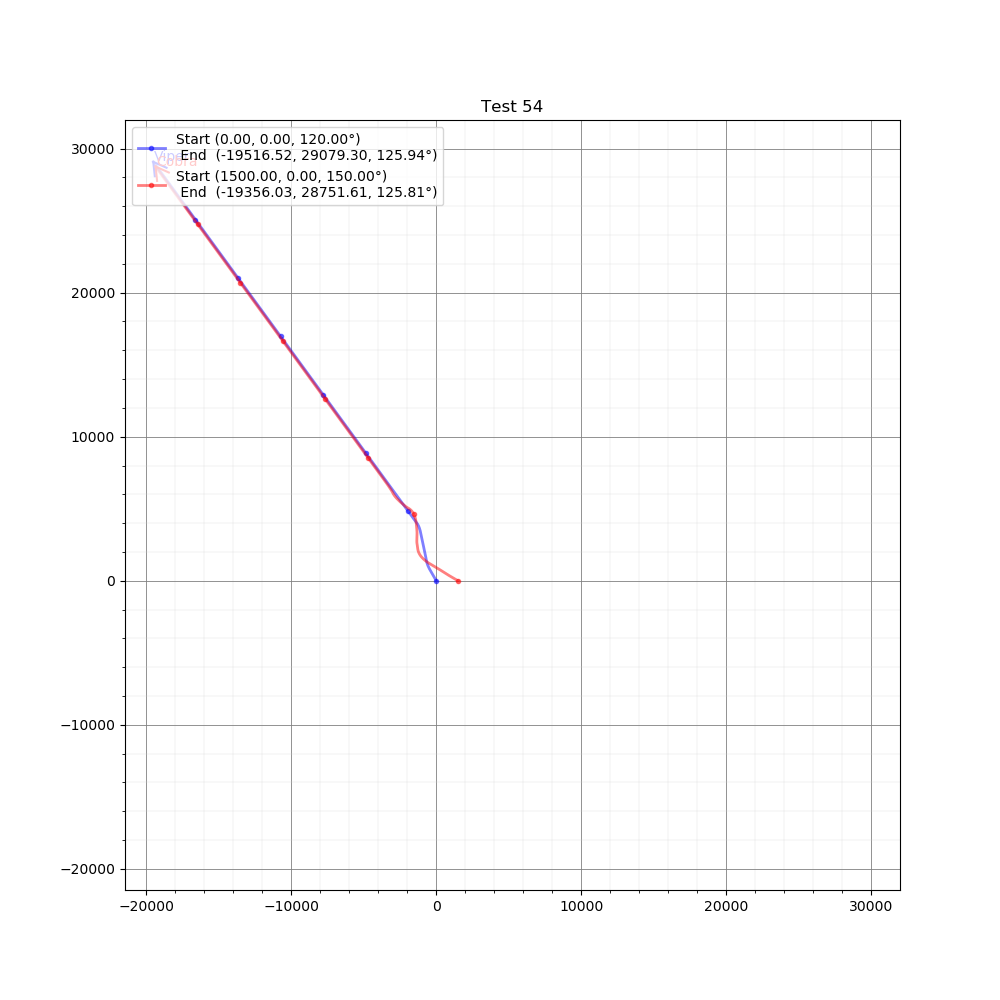 Test 54
Start (0.00, 0.00, 120.00°)
End (-19516.52, 29079.30, 125.94°)
Start (1500.00, 0.00, 150.00°)
End (-19356.03, 28751.61, 125.81°)
30000
20000
10000
0
−10000
−20000
−20000 −10000 0 10000 20000 30000